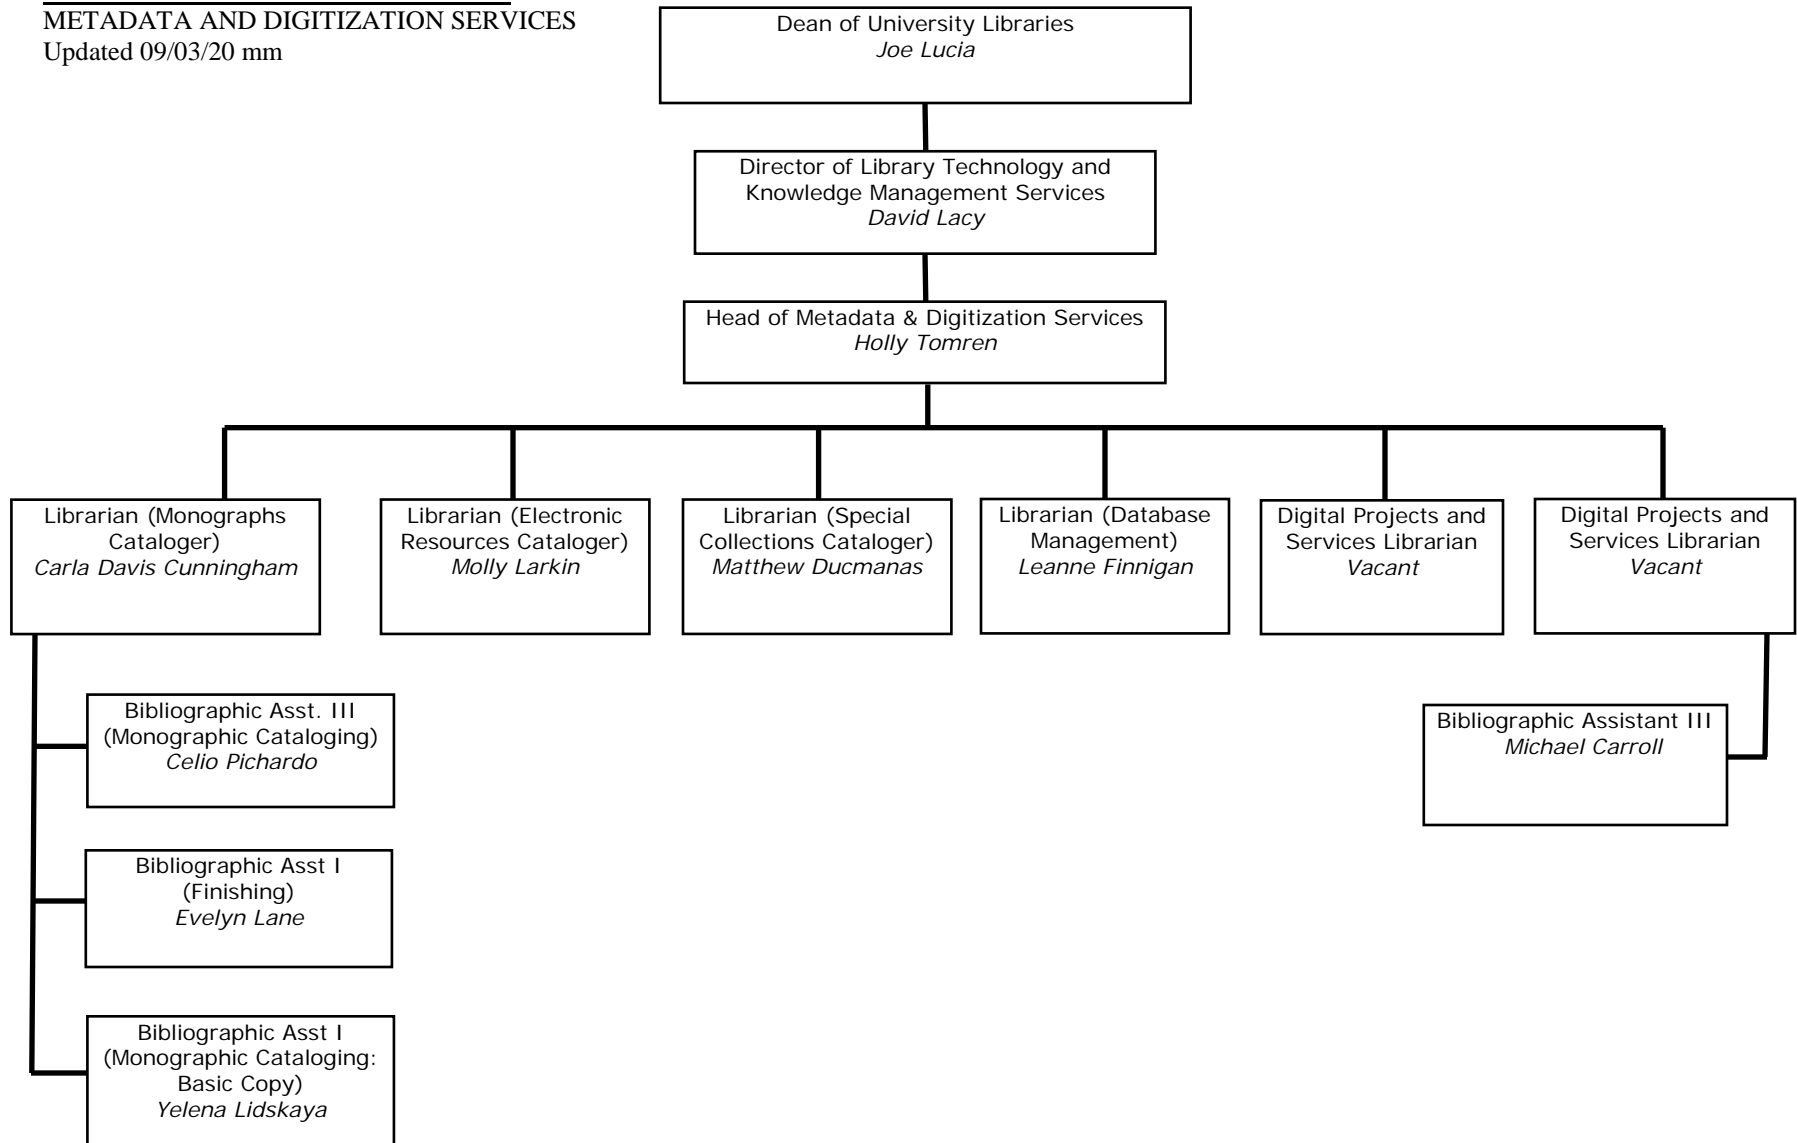 METADATA AND DIGITIZATION SERVICES
Updated 09/03/20 mm
Dean of University Libraries
Joe Lucia
Director of Library Technology and
Knowledge Management Services
David Lacy
Head of Metadata & Digitization Services
Holly Tomren
Librarian (Monographs
Cataloger)
Carla Davis Cunningham
Librarian (Electronic
Resources Cataloger)
Molly Larkin
Librarian (Special
Collections Cataloger)
Matthew Ducmanas
Librarian (Database
Management)
Leanne Finnigan
Digital Projects and
Services Librarian
Vacant
Digital Projects and
Services Librarian
Vacant
Bibliographic Asst. III
(Monographic Cataloging)
Celio Pichardo
Bibliographic Asst I
(Finishing)
Evelyn Lane
Bibliographic Asst I
(Monographic Cataloging:
Basic Copy)
Yelena Lidskaya
Bibliographic Assistant III
Michael Carroll